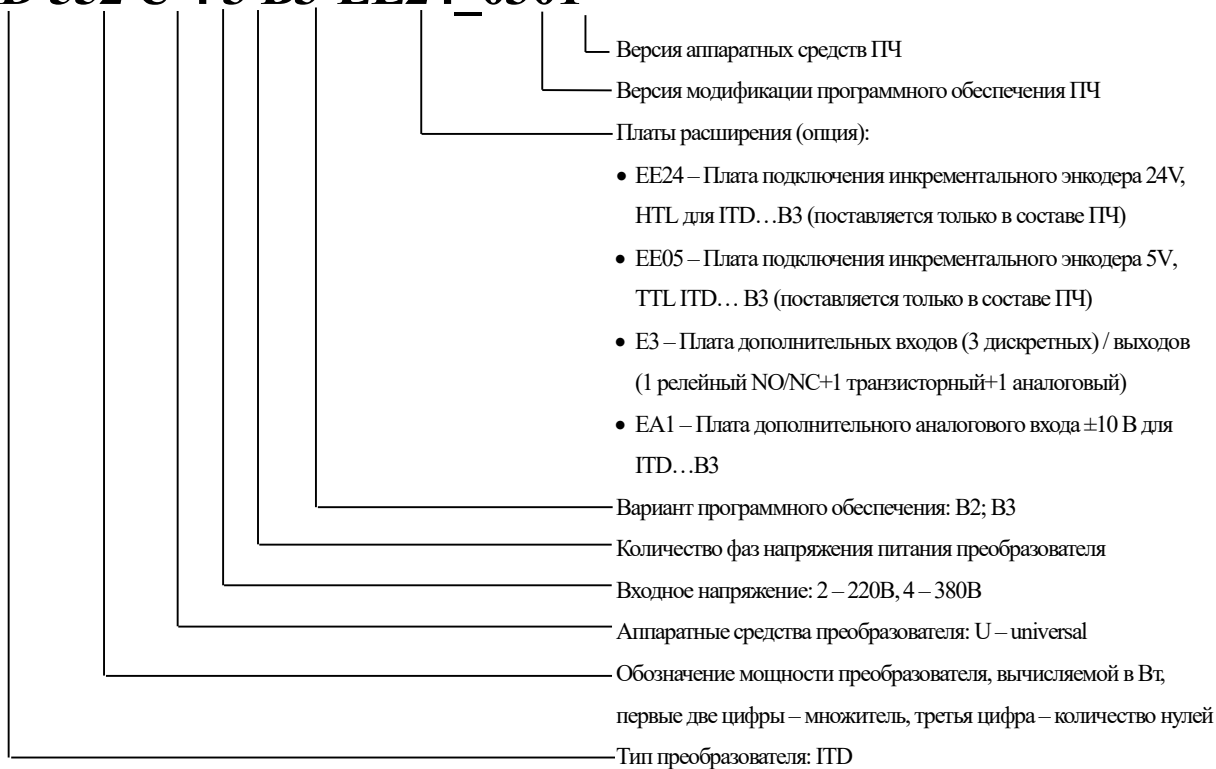 Версия аппаратных средств ПЧ
Версия модификации программного обеспечения ПЧ
Платы расширения (опция):
• EE24 – Плата подключения инкрементального энкодера 24V,
HTL для ITD…B3 (поставляется только в составе ПЧ)
• EE05 – Плата подключения инкрементального энкодера 5V,
TTL ITD… B3 (поставляется только в составе ПЧ)
• E3 – Плата дополнительных входов (3 дискретных) / выходов
(1 релейный NO/NC+1 транзисторный+1 аналоговый)
• EA1 – Плата дополнительного аналогового входа ±10 В для
ITD…B3
Вариант программного обеспечения: B2; B3
Количество фаз напряжения питания преобразователя
Входное напряжение: 2 – 220В, 4 – 380В
Аппаратные средства преобразователя: U – universal
Обозначение мощности преобразователя, вычисляемой в Вт,
первые две цифры – множитель, третья цифра – количество нулей
Тип преобразователя: ITD